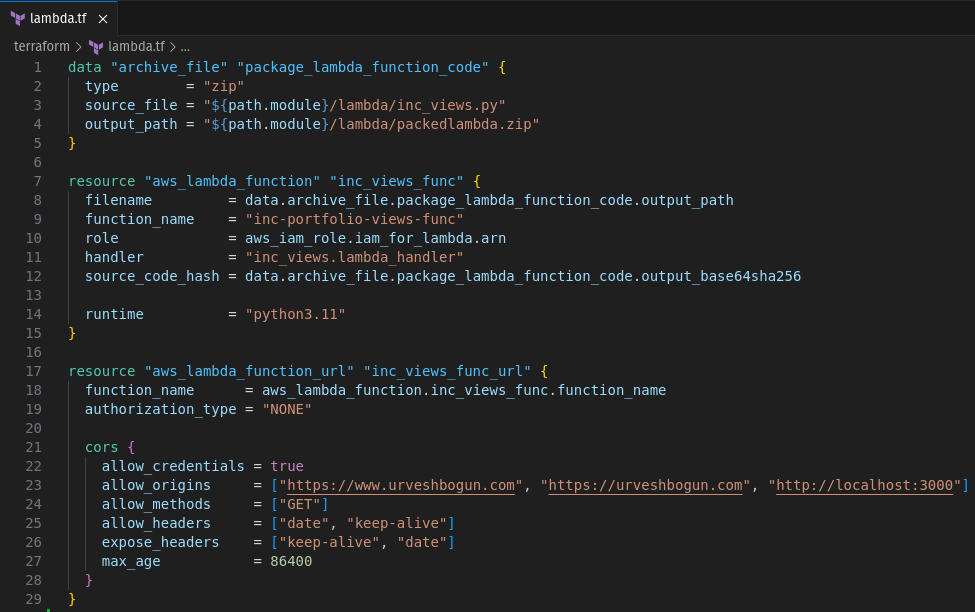 lambda.tf ×
terraform > lambda.tf > ...
1 data "archive_file" "package_lambda_function_code" {
2   type        = "zip"
3   source_file = "${path.module}/lambda/inc_views.py"
4   output_path = "${path.module}/lambda/packedlambda.zip"
5 }
6
7 resource "aws_lambda_function" "inc_views_func" {
8   filename         = data.archive_file.package_lambda_function_code.output_path
9   function_name    = "inc-portfolio-views-func"
10   role             = aws_iam_role.iam_for_lambda.arn
11   handler          = "inc_views.lambda_handler"
12   source_code_hash = data.archive_file.package_lambda_function_code.output_base64sha256
13
14   runtime          = "python3.11"
15 }
16
17 resource "aws_lambda_function_url" "inc_views_func_url" {
18   function_name      = aws_lambda_function.inc_views_func.function_name
19   authorization_type = "NONE"
20
21   cors {
22     allow_credentials = true
23     allow_origins     = ["https://www.urveshbogun.com", "https://urveshbogun.com", "http://localhost:3000"]
24     allow_methods     = ["GET"]
25     allow_headers     = ["date", "keep-alive"]
26     expose_headers    = ["keep-alive", "date"]
27     max_age           = 86400
28   }
29 }